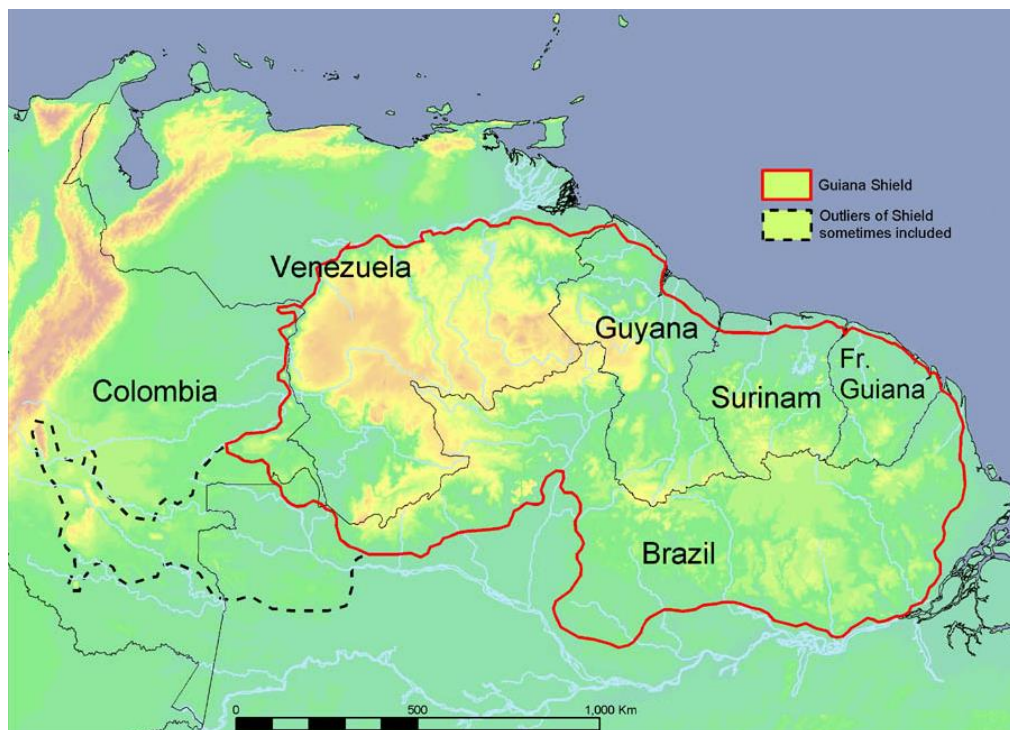 Guiana Shield
Outliers of Shield
sometimes included
Venezuela
Guyana
Colombia
Surinam
Fr.
Guiana
Brazil
0 500 1,000 Km